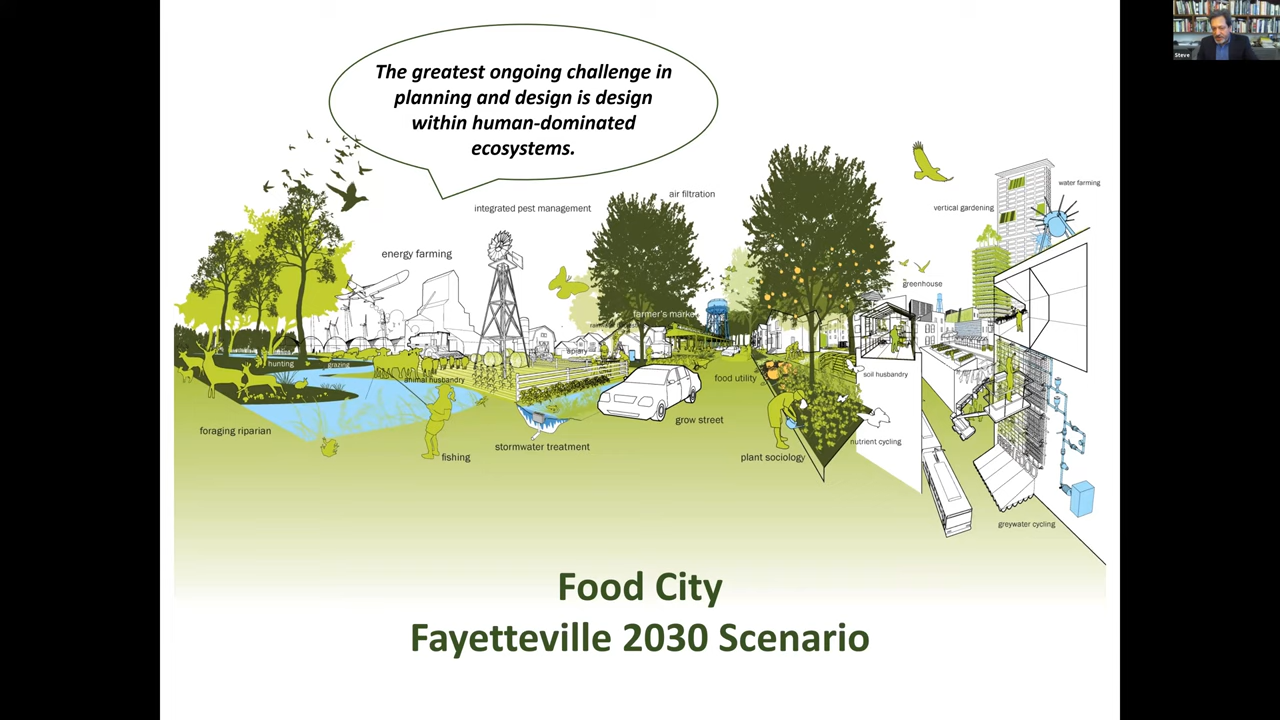 The greatest ongoing challenge in
planning and design is design
within human-dominated
ecosystems.
Steve
air filtration
integrated pest management
water farming
vertical gardening
energy farming
greenhouse
farmer's market
apiary
hunting
grazing
animal husbandry
food utility
soil husbandry
foraging riparian
fishing
stormwater treatment
grow street
plant sociology
nutrient cycling
greywater cycling
Food City
Fayetteville 2030 Scenario